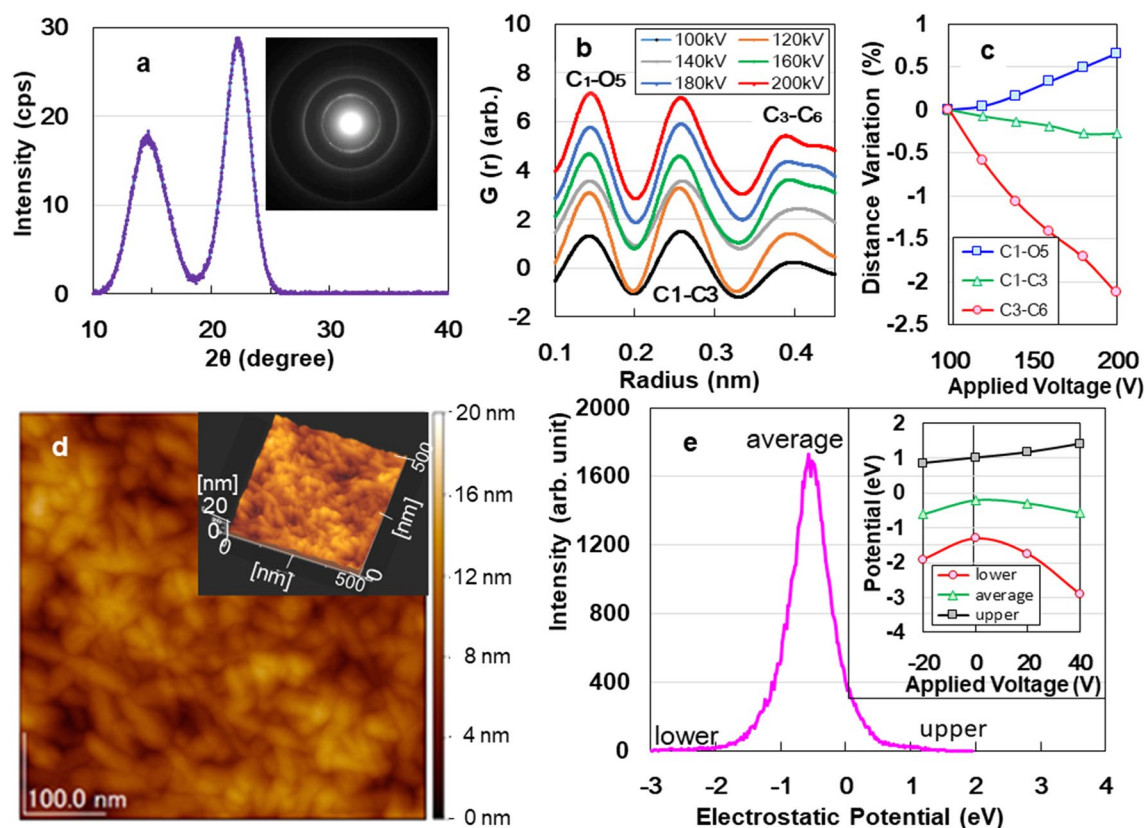 a
Intensity (cps)
30
20
10
0
10 20 30 40
2θ (degree)
b
G (r) (arb.)
10
8
6
4
2
0
-2
100kV 120kV
140kV 160kV
180kV 200kV
C1-O5
C3-C6
C1-C3
0.1 0.2 0.3 0.4
Radius (nm)
c
Distance Variation (%)
1
0.5
0
-0.5
-1
-1.5
-2
-2.5
C1-O5
C1-C3
C3-C6
100 150 200
Applied Voltage (V)
d
[nm]
20
0
0
[nm]
500
0
[nm]
500
100.0 nm
20 nm
16 nm
12 nm
8 nm
4 nm
0 nm
e
Intensity (arb. unit)
2000
1600
1200
800
400
0
average
lower
upper
-3 -2 -1 0 1 2 3 4
Electrostatic Potential (eV)
Potential (eV)
2
1
0
-1
-2
-3
-4
lower
average
upper
-20 0 20 40
Applied Voltage (V)